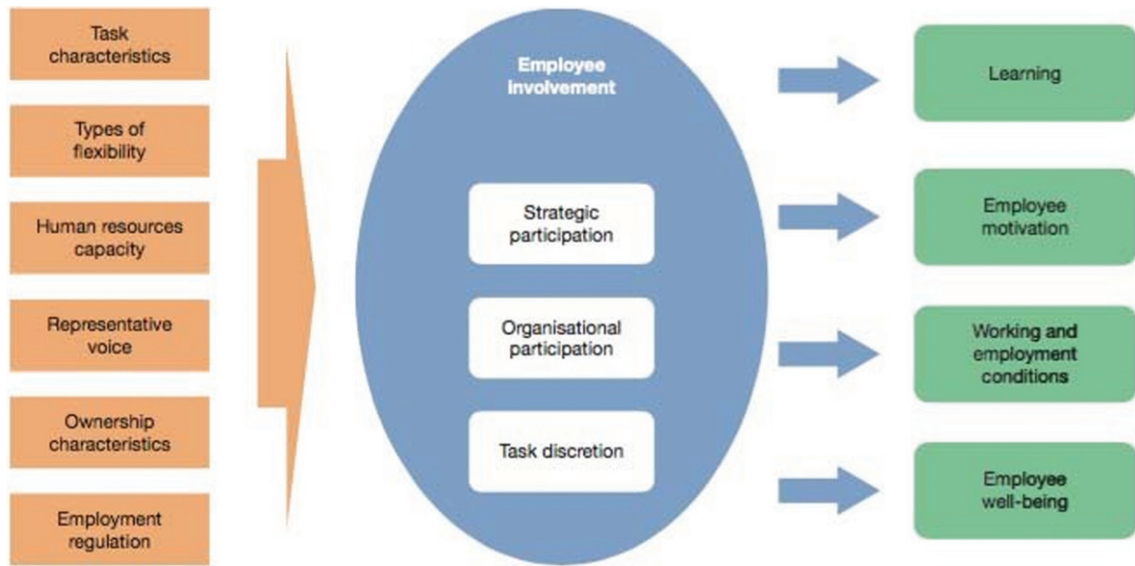 Task
characteristics
Types of
flexibility
Human resources
capacity
Representative
voice
Ownership
characteristics
Employment
regulation
Employee
involvement
Strategic
participation
Organisational
participation
Task discretion
Learning
Employee
motivation
Working and
employment
conditions
Employee
well-being